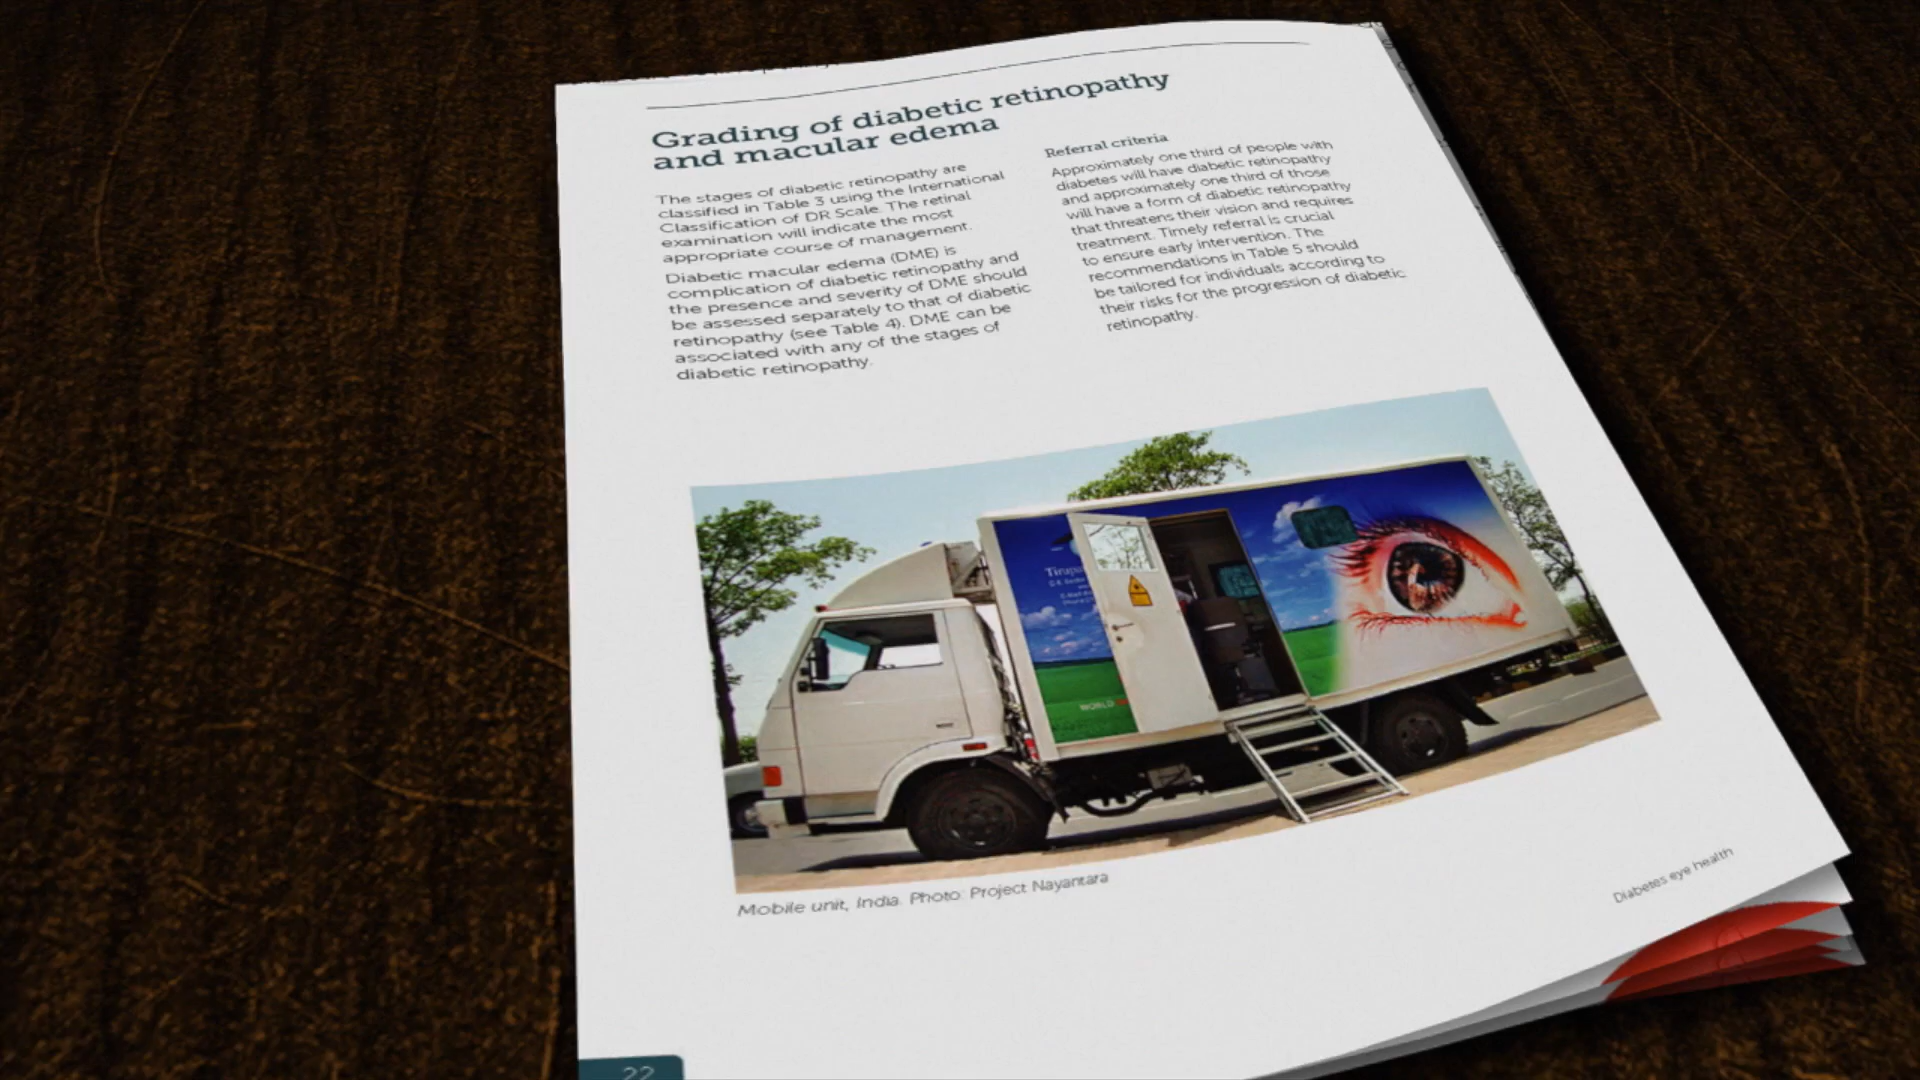 Grading of diabetic retinopathy
and macular edema
The stages of diabetic retinopathy are
classified in Table 3 using the International
Classification of DR Scale. The retinal
examination will indicate the most
appropriate course of management.
Diabetic macular edema (DME) is
complication of diabetic retinopathy and
the presence and severity of DME should
be assessed separately to that of diabetic
retinopathy (see Table 4). DME can be
associated with any of the stages of
diabetic retinopathy.
Referral criteria
Approximately one third of people with
diabetes will have diabetic retinopathy
and approximately one third of those
will have a form of diabetic retinopathy
that threatens their vision and requires
treatment. Timely referral is crucial
to ensure early intervention. The
recommendations in Table 5 should
be tailored for individuals according to
their risks for the progression of diabetic
retinopathy.
WORLD
Mobile unit, India. Photo: Project Nayantara
Diabetes eye health
22